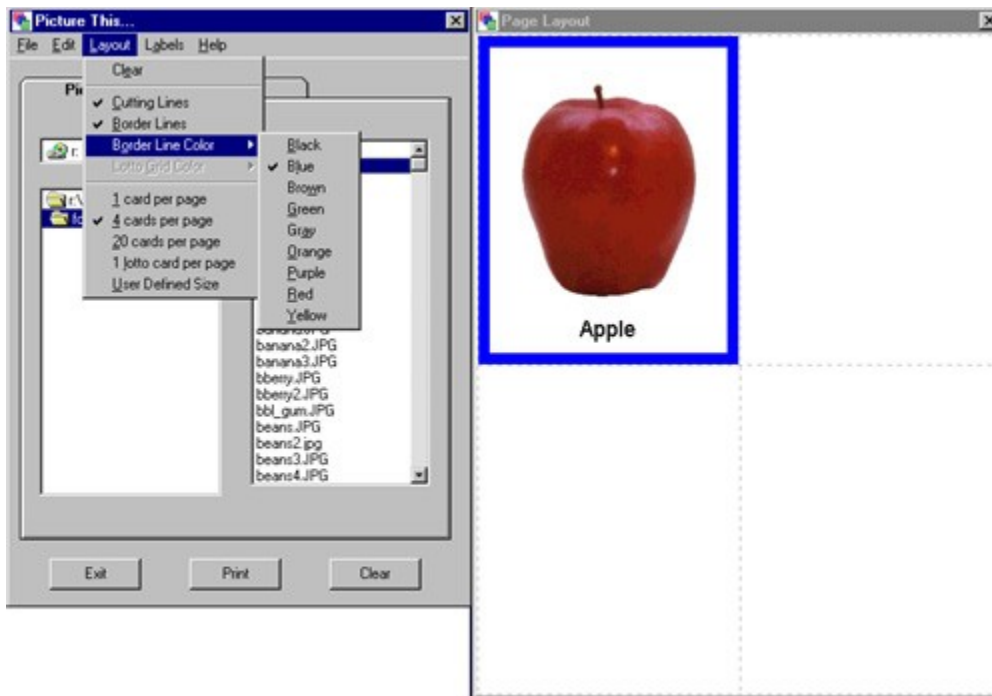 Picture This...
File Edit Layout Labels Help
Clear
Cutting Lines
Border Lines
Border Line Color
Lotto Grid Color
1 card per page
4 cards per page
20 cards per page
1 lotto card per page
User Defined Size
Black
Blue
Brown
Green
Gray
Orange
Purple
Red
Yellow
r:
banana2.JPG
banana3.JPG
bberry.JPG
bberry2.JPG
bbl_gum.JPG
beans.JPG
beans2.jpg
beans3.JPG
beans4.JPG
Exit Print Clear
Page Layout
Apple